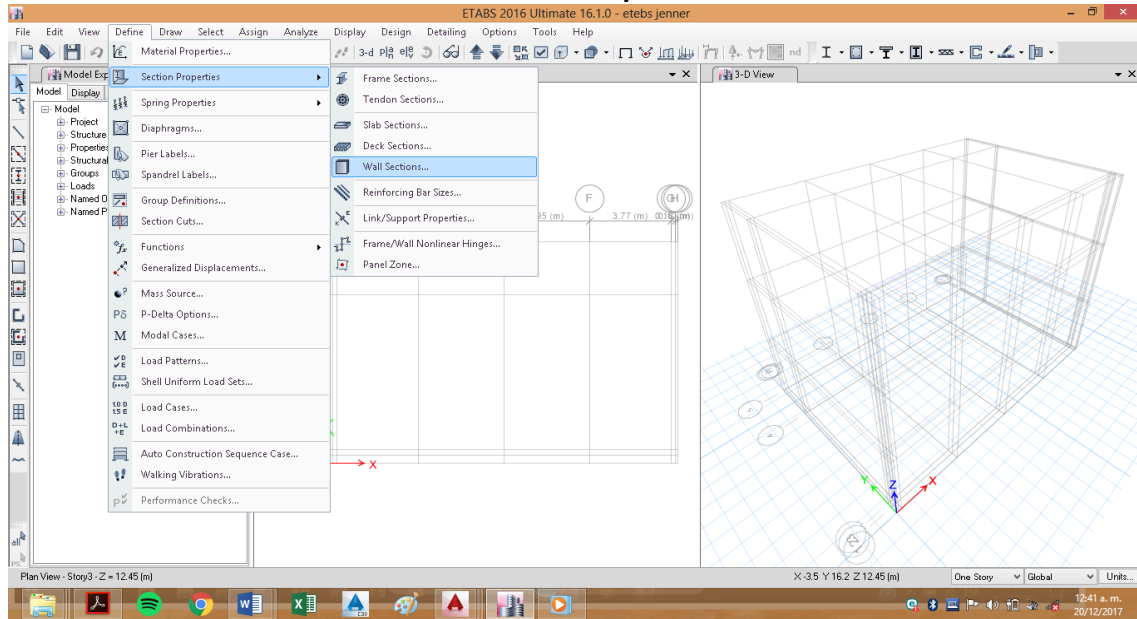 ETABS 2016 Ultimate 16.1.0 - etebs jenner
File Edit View Define Draw Select Assign Analyze Display Design Detailing Options Tools Help
3-d nd
Model Exp
Model Display
Model
Project
Structure
Properties
Structural
Groups
Loads
Named O
Named P
Material Properties...
Section Properties
Spring Properties
Diaphragms...
Pier Labels...
Spandrel Labels...
Group Definitions...
Section Cuts...
Functions
Generalized Displacements...
Mass Source...
P-Delta Options...
Modal Cases...
Load Patterns...
Shell Uniform Load Sets...
Load Cases...
Load Combinations...
Auto Construction Sequence Case...
Walking Vibrations...
Performance Checks...
Frame Sections...
Tendon Sections...
Slab Sections...
Deck Sections...
Wall Sections...
Reinforcing Bar Sizes...
Link/Support Properties...
Frame/Wall Nonlinear Hinges...
Panel Zone...
F
95 (m) 3.77 (m)
X
3-D View
Y Z X
all
Plan View - Story3 - Z = 12.45 (m) X -3.5 Y 16.2 Z 12.45 (m) One Story Global Units...
12:41 a. m.
20/12/2017